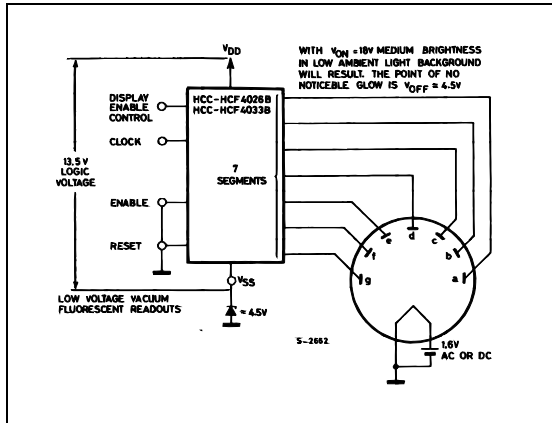 VDD
WITH VON = 18V MEDIUM BRIGHTNESS
IN LOW AMBIENT LIGHT BACKGROUND
WILL RESULT. THE POINT OF NO
NOTICEBLE GLOW IS VOFF = 4.5V
DISPLAY
ENABLE
CONTROL
HCC-HCF4026B
HCC-HCF4033B
CLOCK
13.5 V
LOGIC
VOLTAGE
7
SEGMENTS
ENABLE
RESET
e
d
c
f
b
g
a
VSS
LOW VOLTAGE VACUUM
FLUORESCENT READOUTS
= 4.5V
S-2662
1.6V
AC OR DC